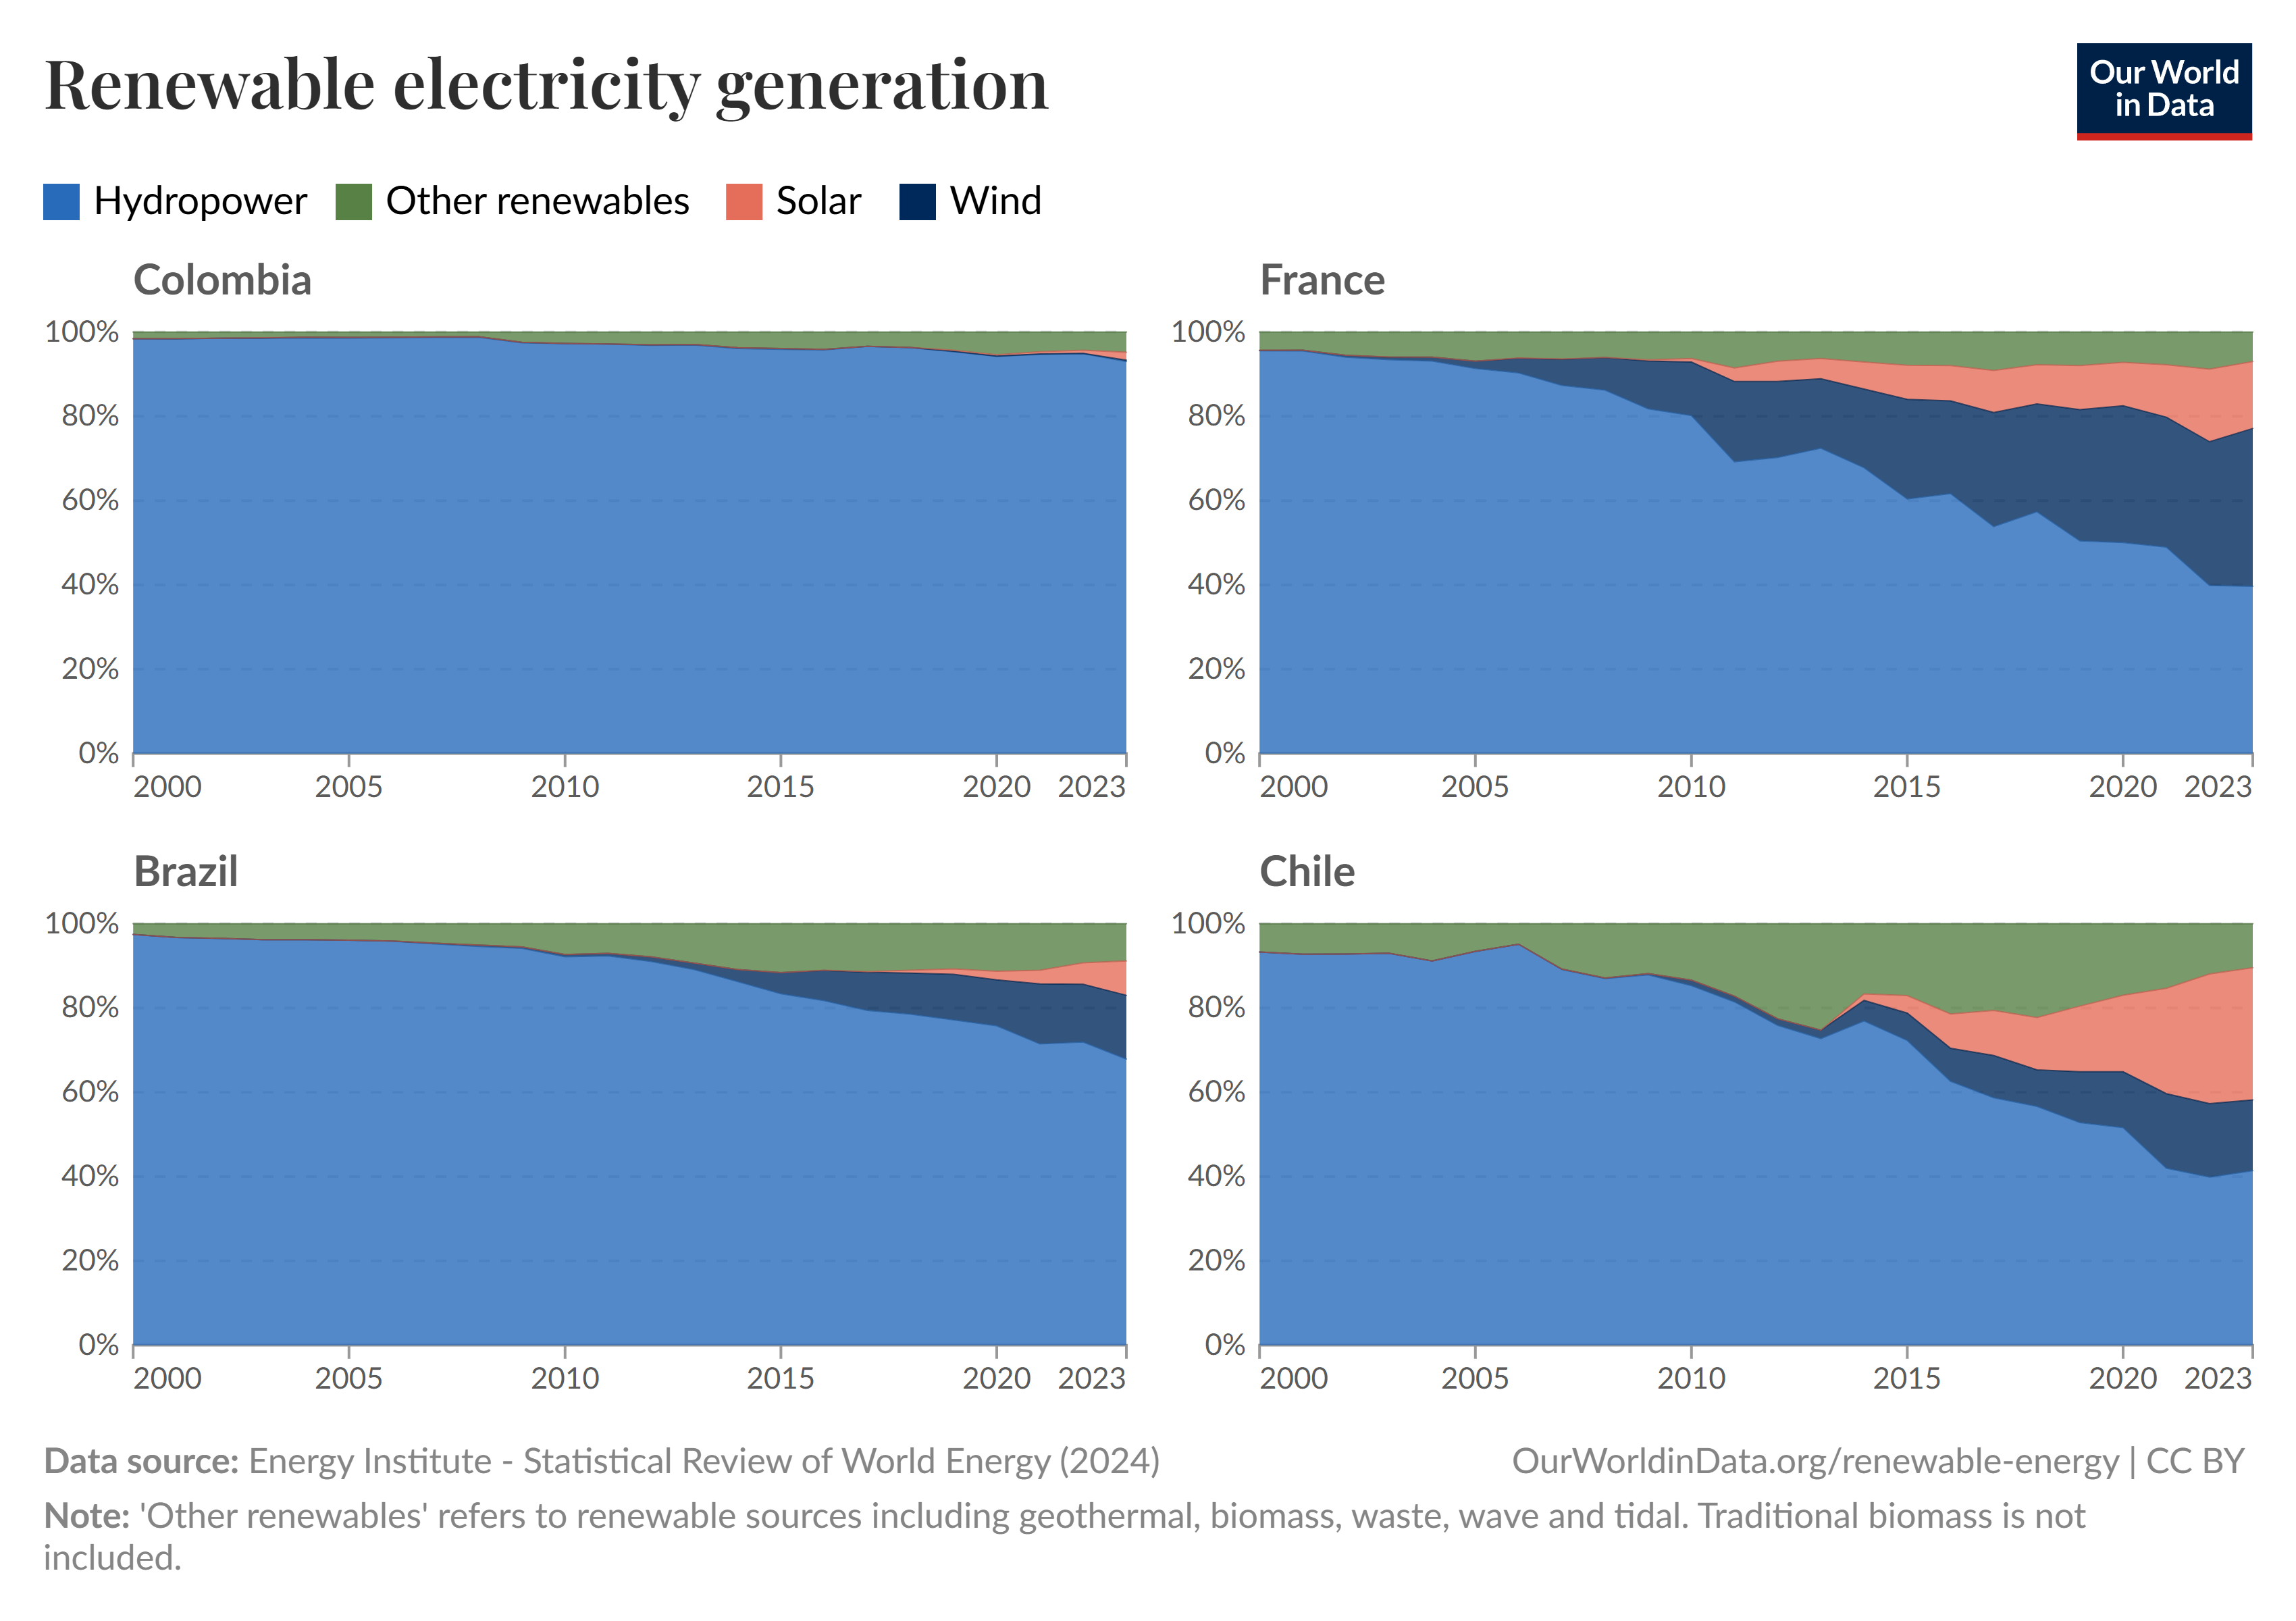 Renewable electricity generation
Our World
in Data
Hydropower Other renewables Solar Wind
Colombia
100%
80%
60%
40%
20%
0%
2000 2005 2010 2015 2020 2023
France
100%
80%
60%
40%
20%
0%
2000 2005 2010 2015 2020 2023
Brazil
100%
80%
60%
40%
20%
0%
2000 2005 2010 2015 2020 2023
Chile
100%
80%
60%
40%
20%
0%
2000 2005 2010 2015 2020 2023
Data source: Energy Institute - Statistical Review of World Energy (2024)
OurWorldinData.org/renewable-energy | CC BY
Note: 'Other renewables' refers to renewable sources including geothermal, biomass, waste, wave and tidal. Traditional biomass is not
included.